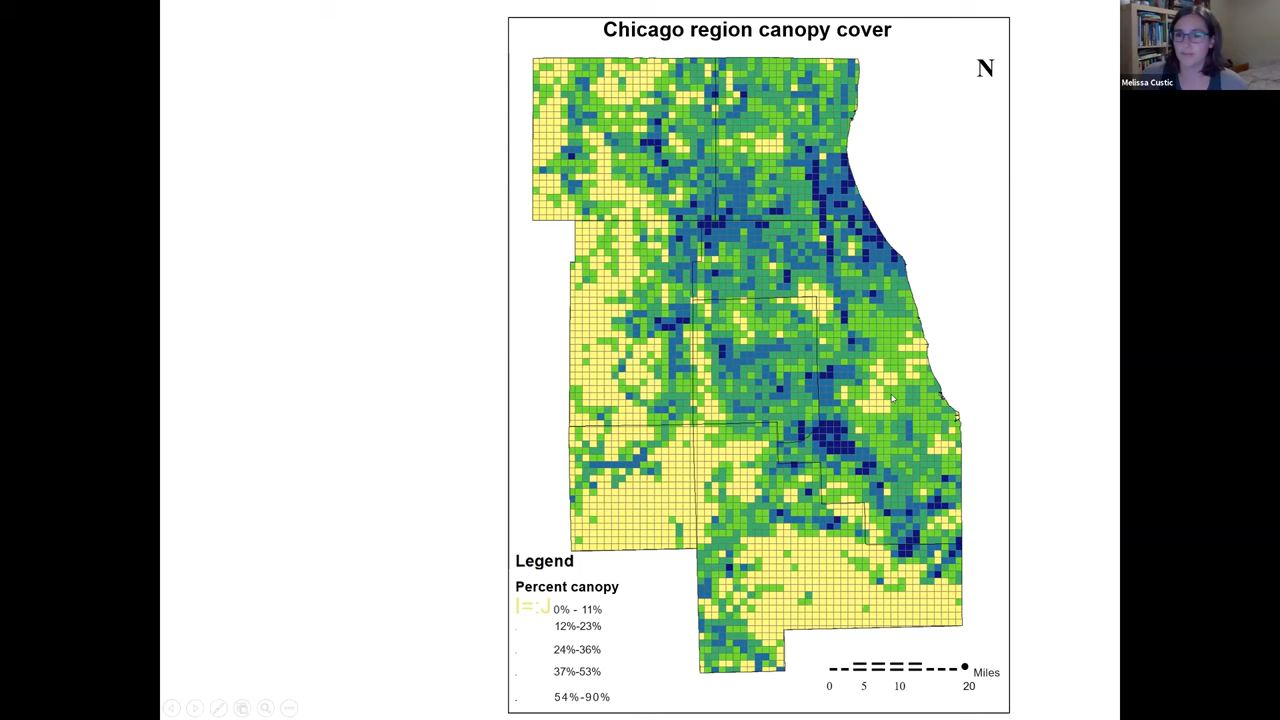 Chicago region canopy cover
N
Melissa Custic
Legend
Percent canopy
0% - 11%
12%-23%
24%-36%
37%-53%
54%-90%
Miles
0 5 10 20